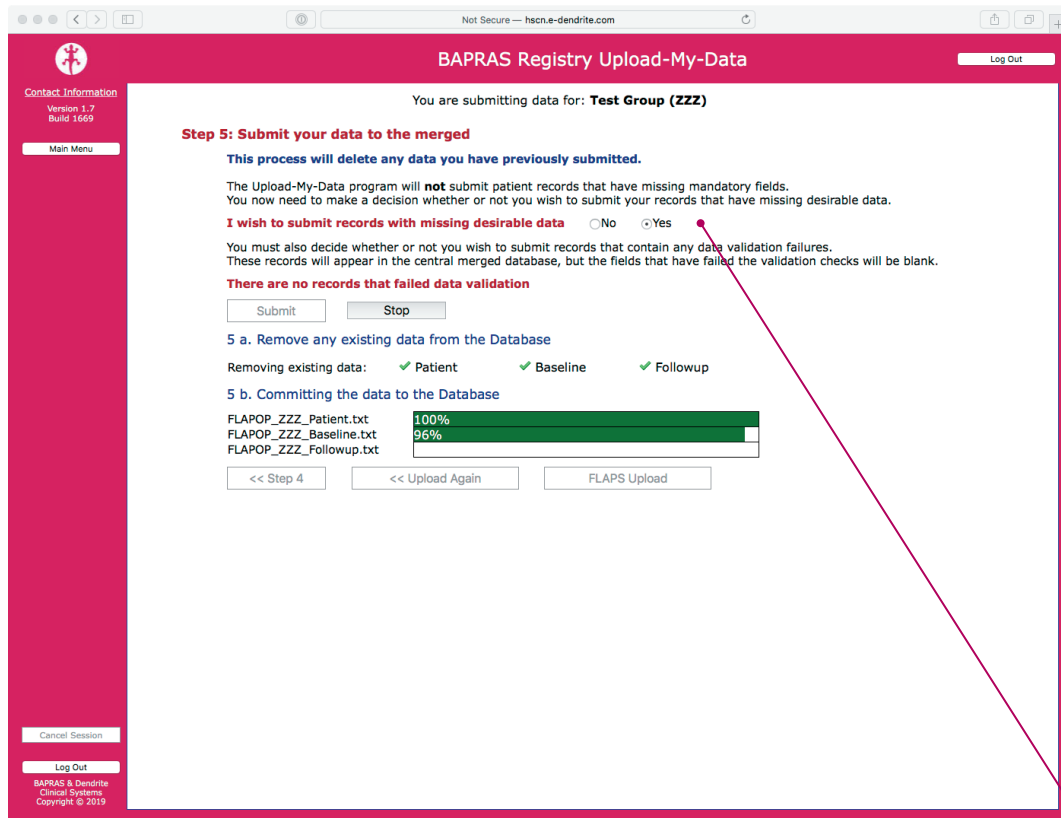 Not Secure — hscn.e-dendrite.com
BAPRAS Registry Upload-My-Data
Log Out
Contact Information
Version 1.7
Build 1669
Main Menu
You are submitting data for: Test Group (ZZZ)
Step 5: Submit your data to the merged
This process will delete any data you have previously submitted.
The Upload-My-Data program will not submit patient records that have missing mandatory fields.
You now need to make a decision whether or not you wish to submit your records that have missing desirable data.
I wish to submit records with missing desirable data No Yes
You must also decide whether or not you wish to submit records that contain any data validation failures.
These records will appear in the central merged database, but the fields that have failed the validation checks will be blank.
There are no records that failed data validation
Submit Stop
5 a. Remove any existing data from the Database
Removing existing data: Patient Baseline Followup
5 b. Committing the data to the Database
FLAPOP_ZZZ_Patient.txt 100%
FLAPOP_ZZZ_Baseline.txt 96%
FLAPOP_ZZZ_Followup.txt
<< Step 4 << Upload Again FLAPS Upload
Cancel Session
Log Out
BAPRAS & Dendrite
Clinical Systems
Copyright © 2019